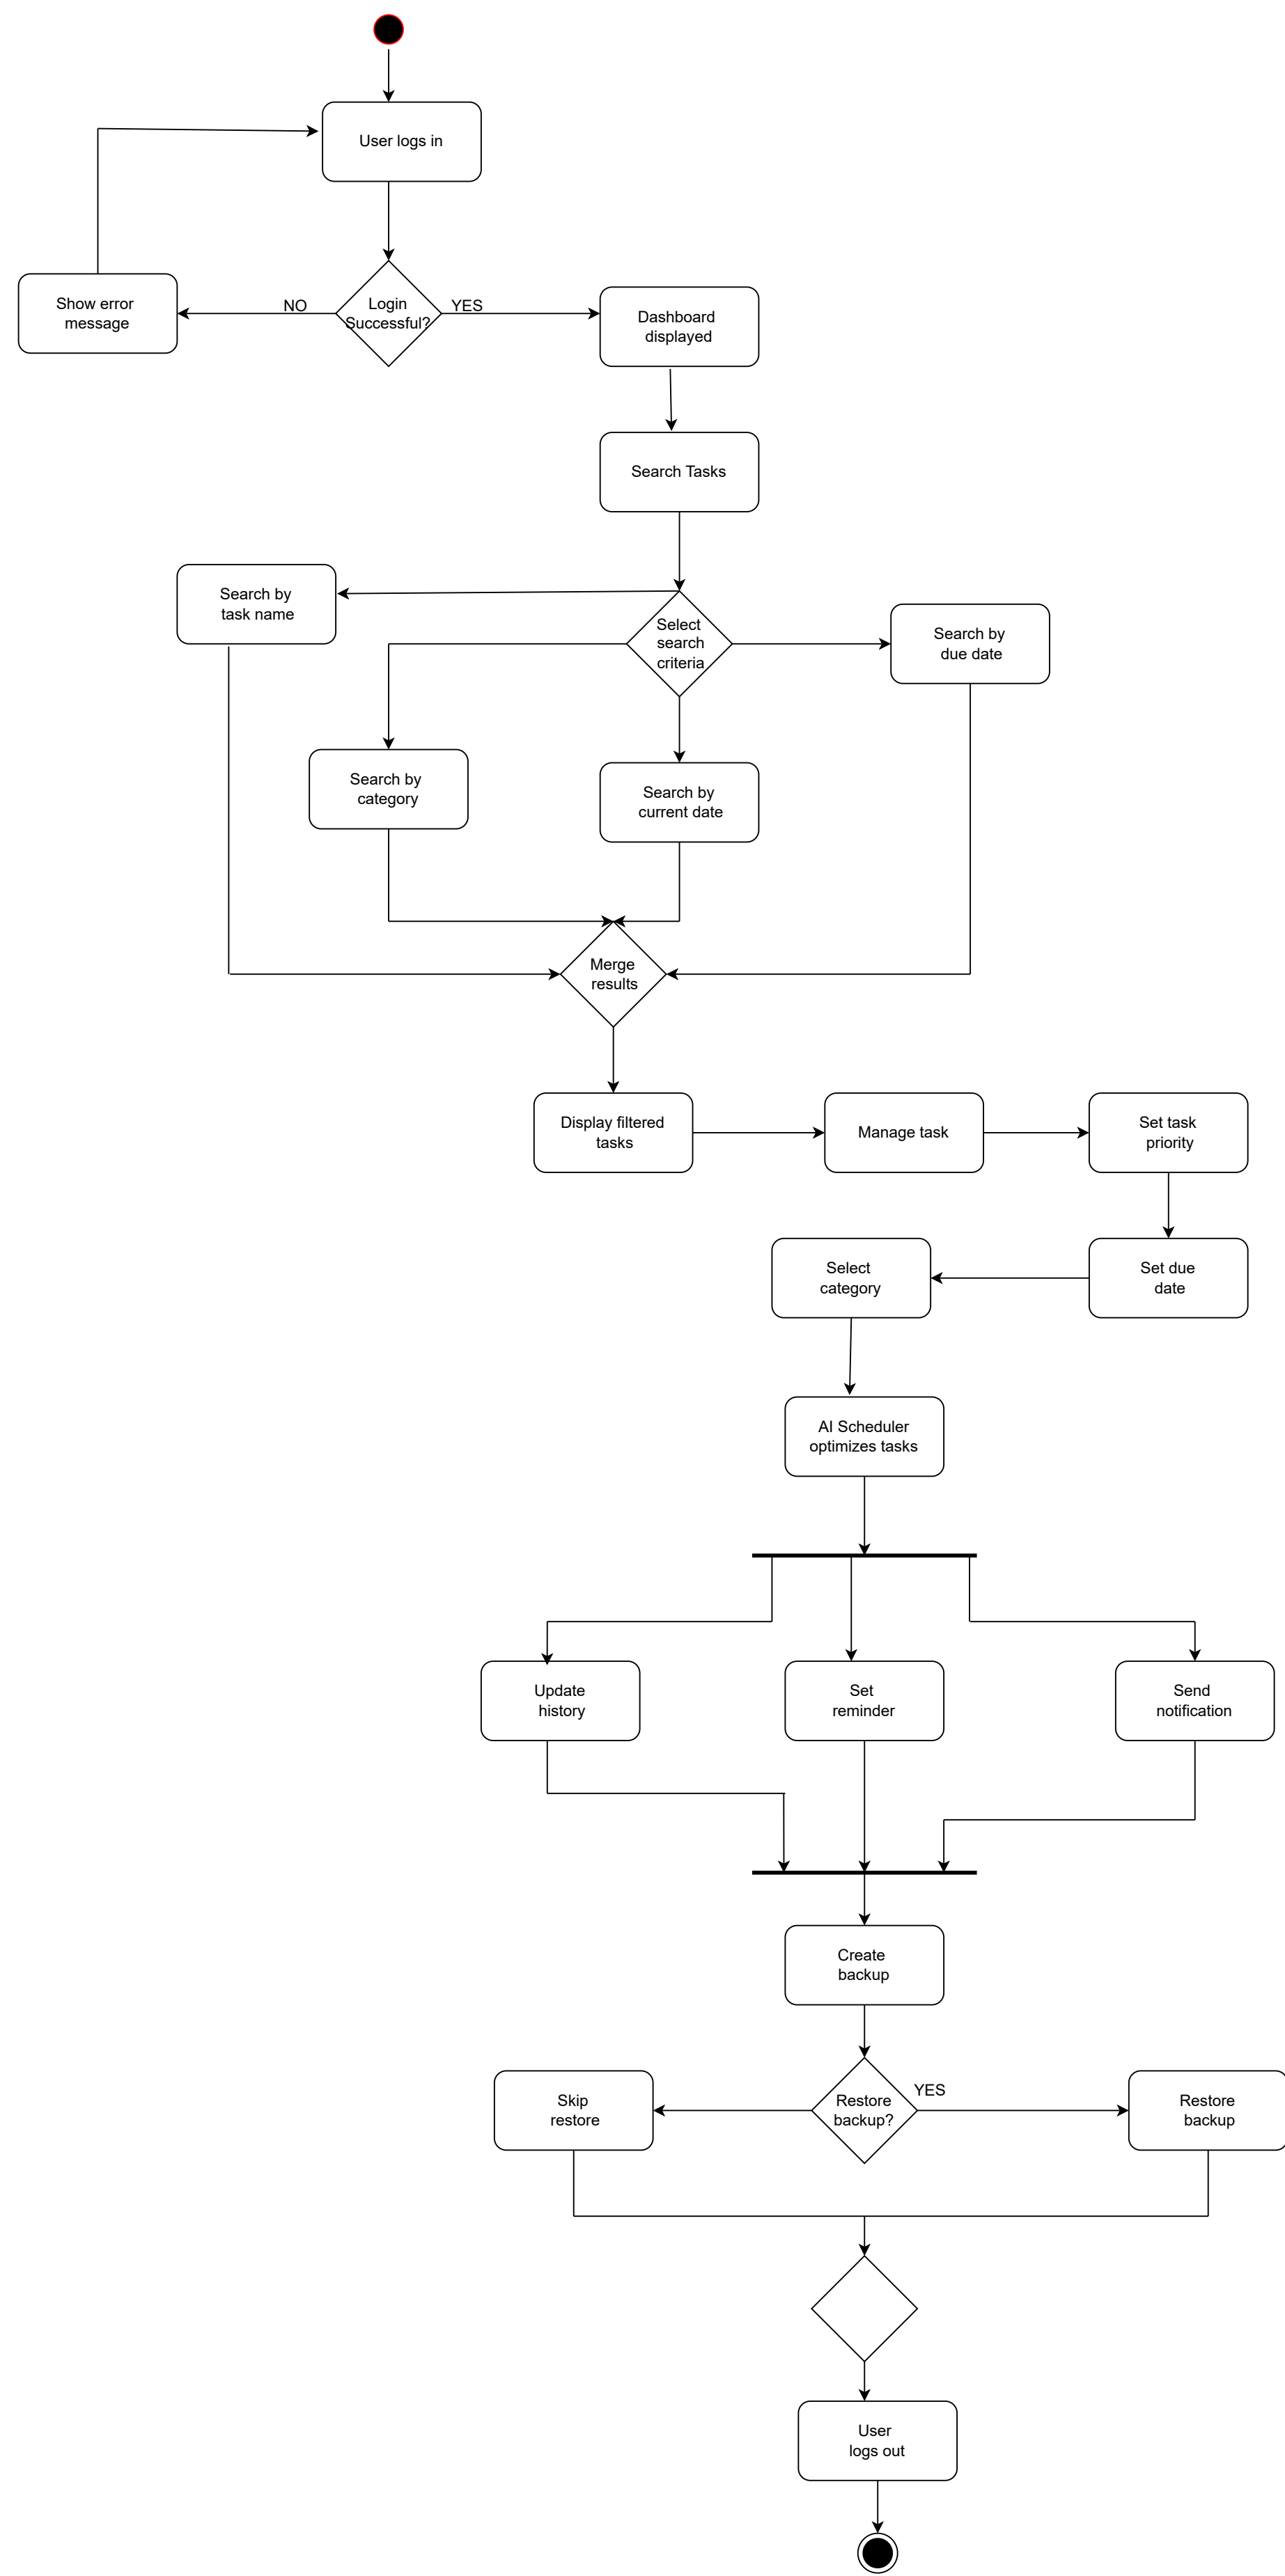 User logs in
Show error
message
NO
Login
Successful?
YES
Dashboard
displayed
Search Tasks
Search by
task name
Select
search
criteria
Search by
due date
Search by
category
Search by
current date
Merge
results
Display filtered
tasks
Manage task
Set task
priority
Select
category
Set due
date
AI Scheduler
optimizes tasks
Update
history
Set
reminder
Send
notification
Create
backup
Skip
restore
Restore
backup?
YES
Restore
backup
User
logs out